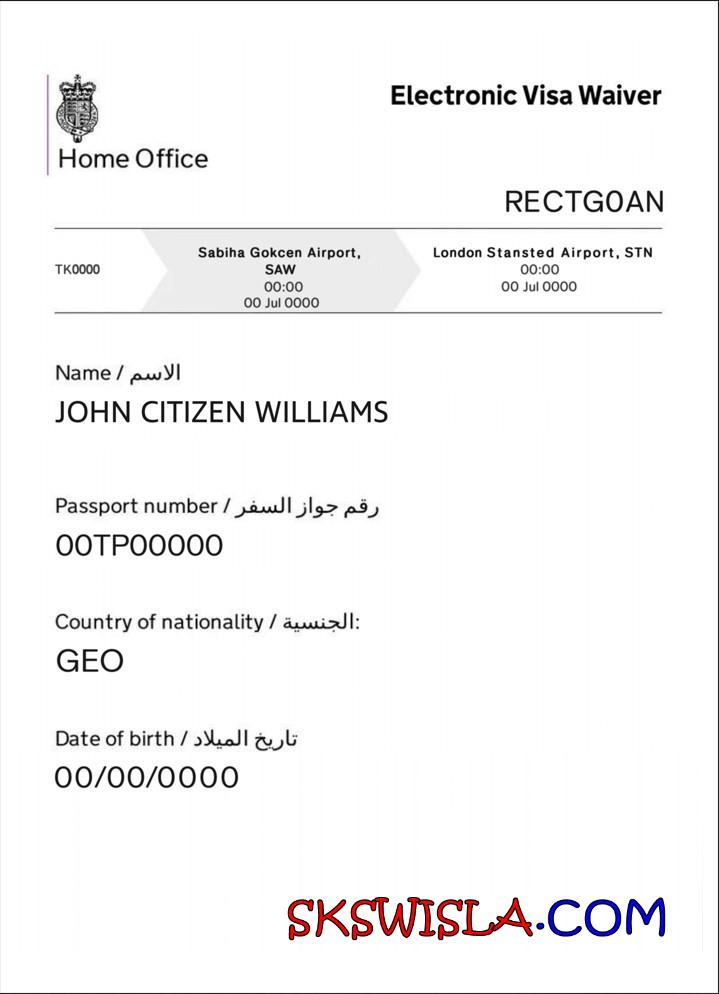 Electronic Visa Waiver
Home Office
RECTG0AN
TK0000
Sabiha Gokcen Airport,
SAW
00:00
00 Jul 0000
London Stansted Airport, STN
00:00
00 Jul 0000
Name / الاسم
JOHN CITIZEN WILLIAMS
Passport number / رقم جواز السفر
00TP00000
Country of nationality / الجنسية:
GEO
Date of birth / تاريخ الميلاد
00/00/0000
SKSWISLA.COM